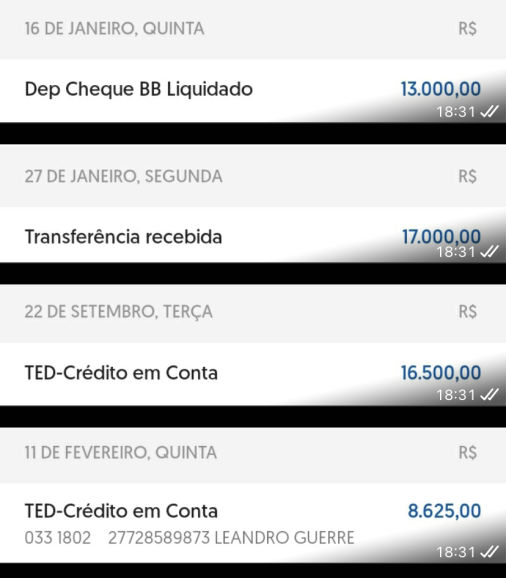 16 DE JANEIRO, QUINTA R$
Dep Cheque BB Liquidado 13.000,00
18:31
27 DE JANEIRO, SEGUNDA R$
Transferência recebida 17.000,00
18:31
22 DE SETEMBRO, TERÇA R$
TED-Crédito em Conta 16.500,00
18:31
11 DE FEVEREIRO, QUINTA R$
TED-Crédito em Conta 8.625,00
033 1802 27728589873 LEANDRO GUERRE
18:31